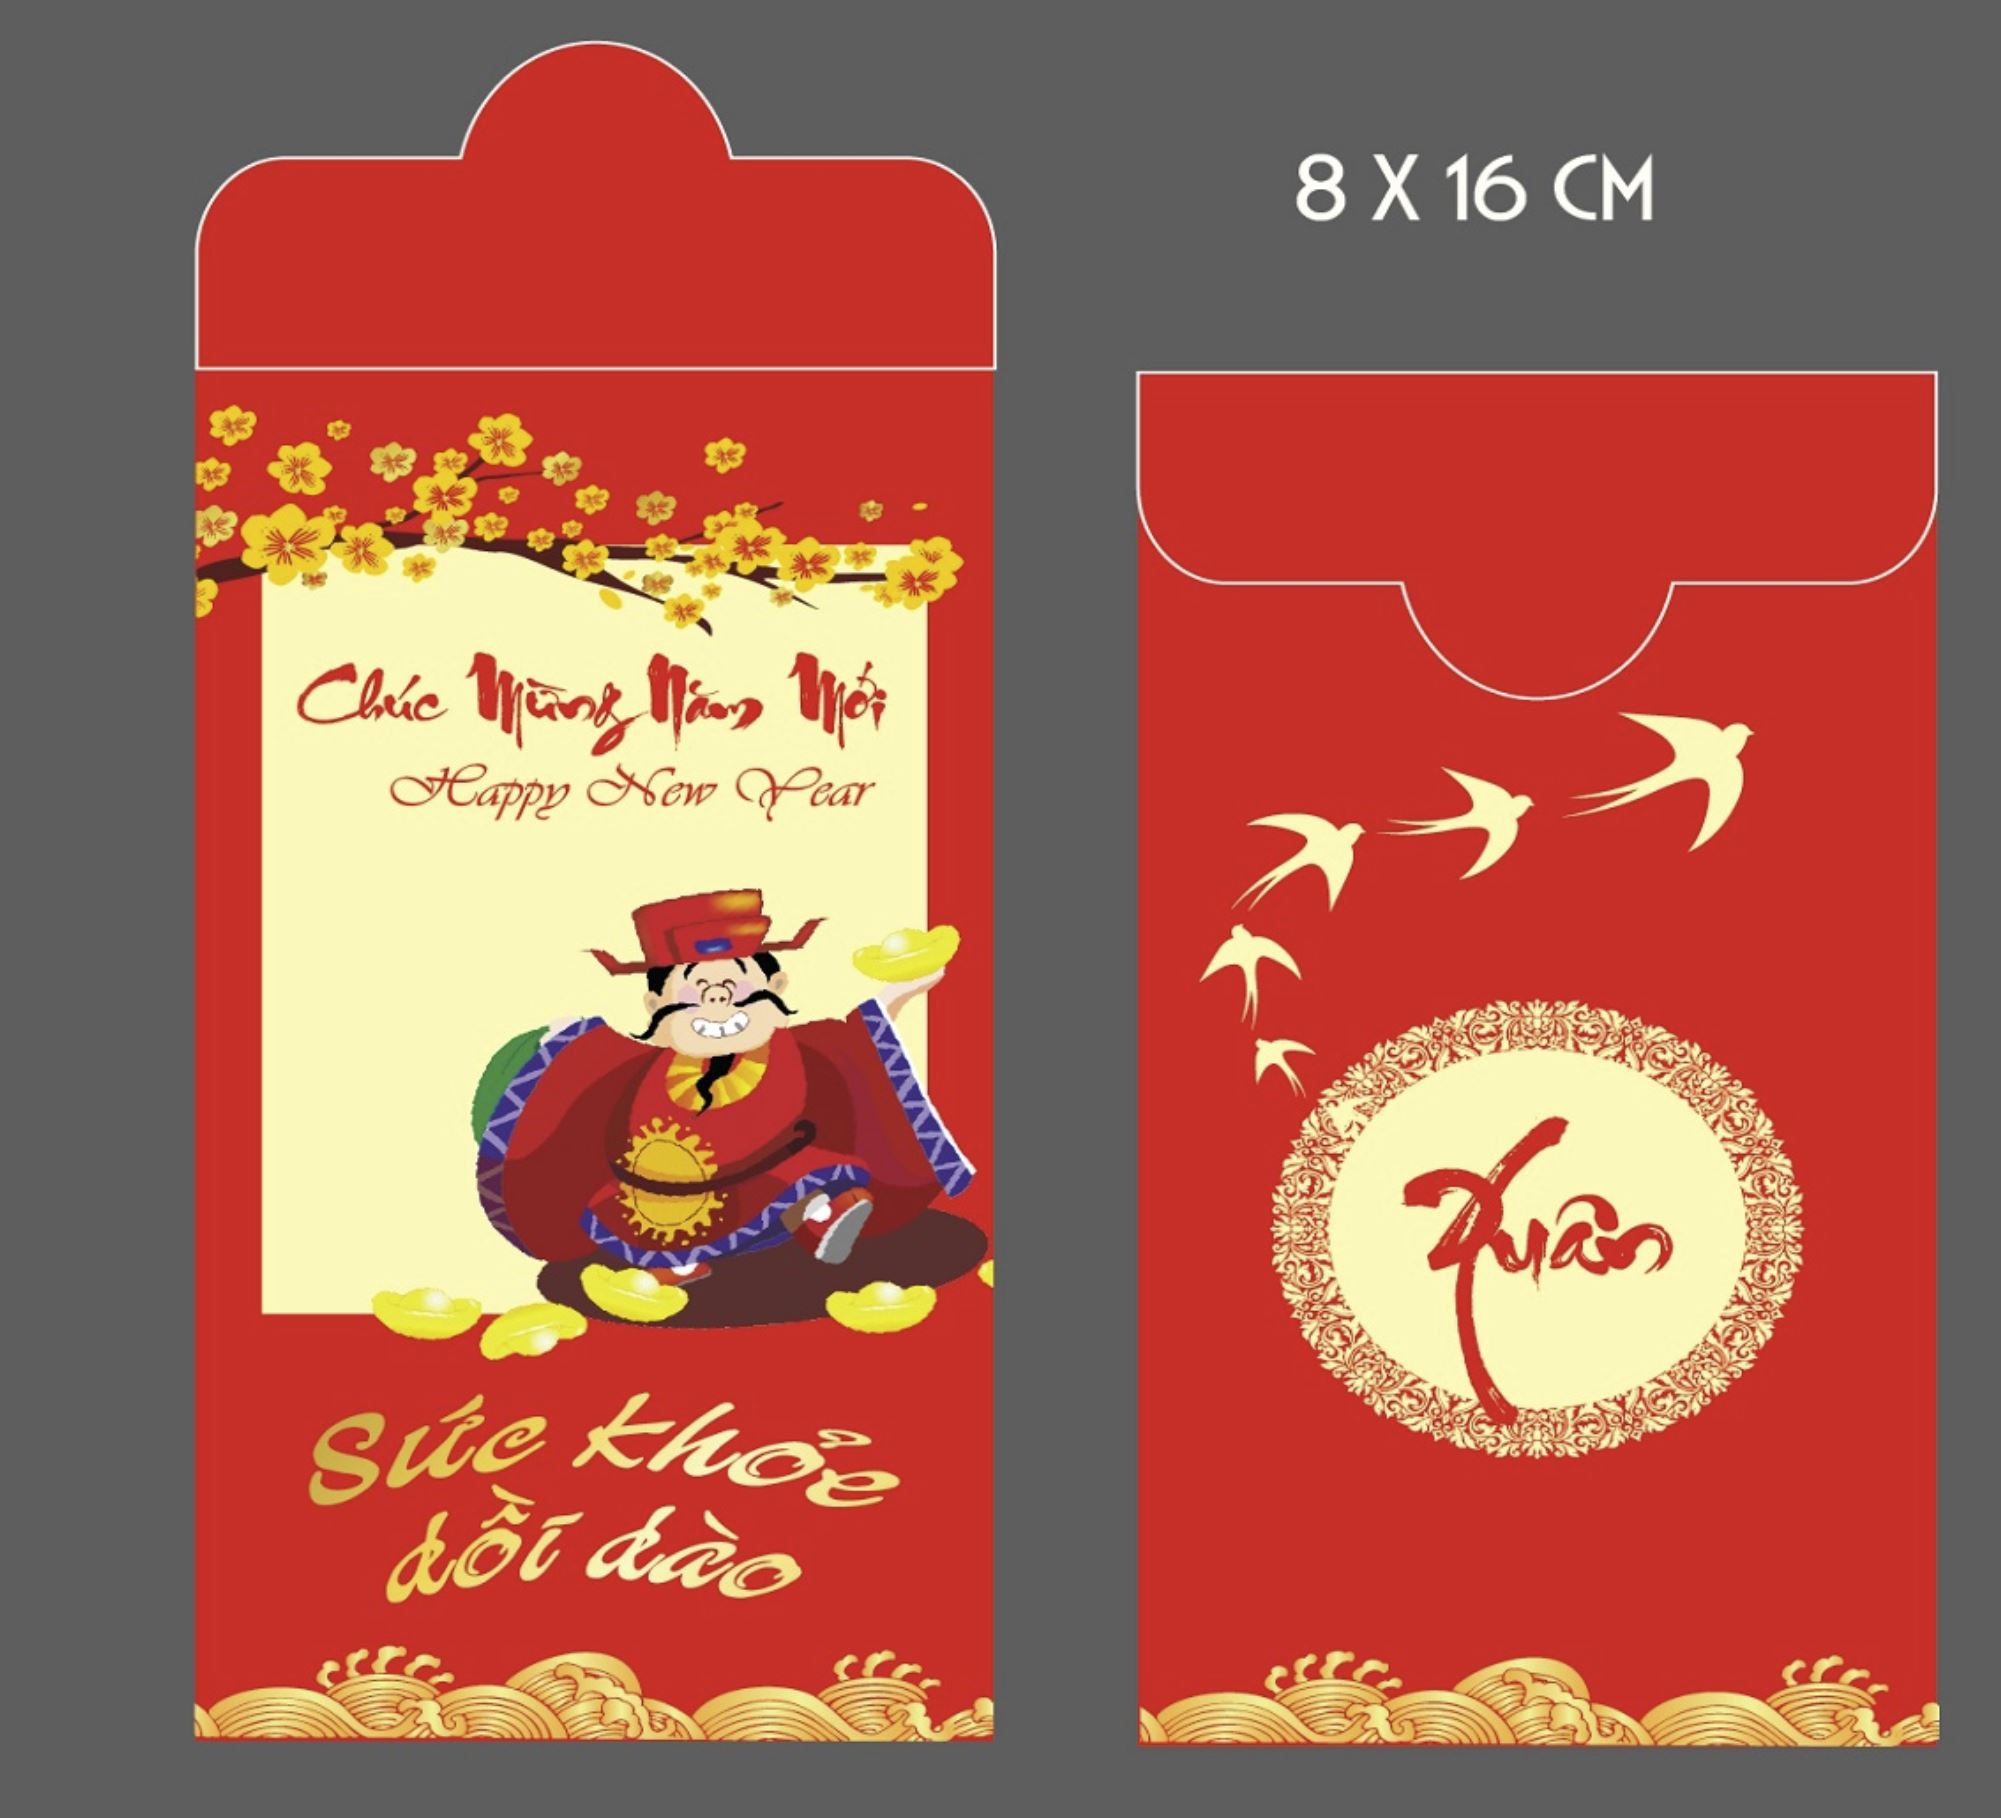 Chúc Mừng Năm Mới
Happy New Year
Sức khoẻ
dồi dào
8 X 16 CM
Xuân